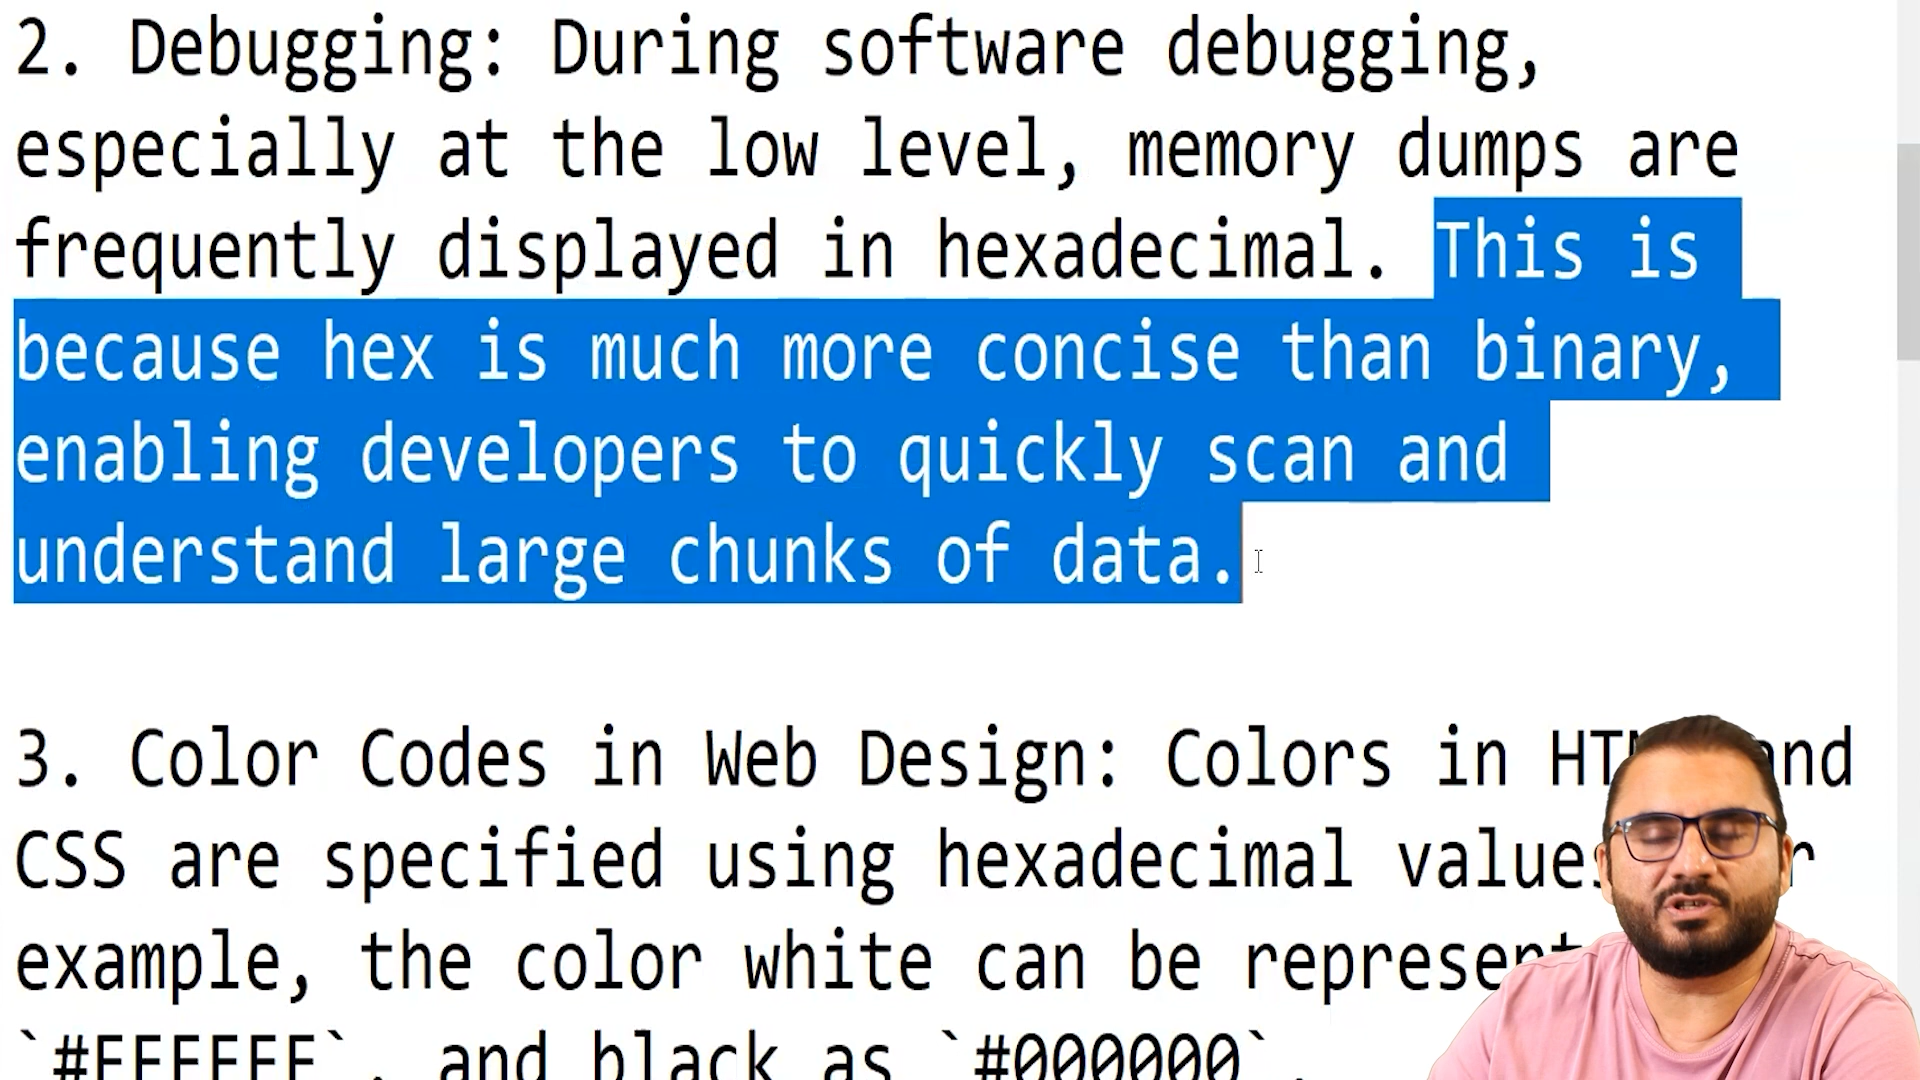 2. Debugging: During software debugging,
especially at the low level, memory dumps are
frequently displayed in hexadecimal. This is
because hex is much more concise than binary,
enabling developers to quickly scan and
understand large chunks of data.
3. Color Codes in Web Design: Colors in and
CSS are specified using hexadecimal
example, the color white can be
`#FFFFFF`, and black as `#000000`.